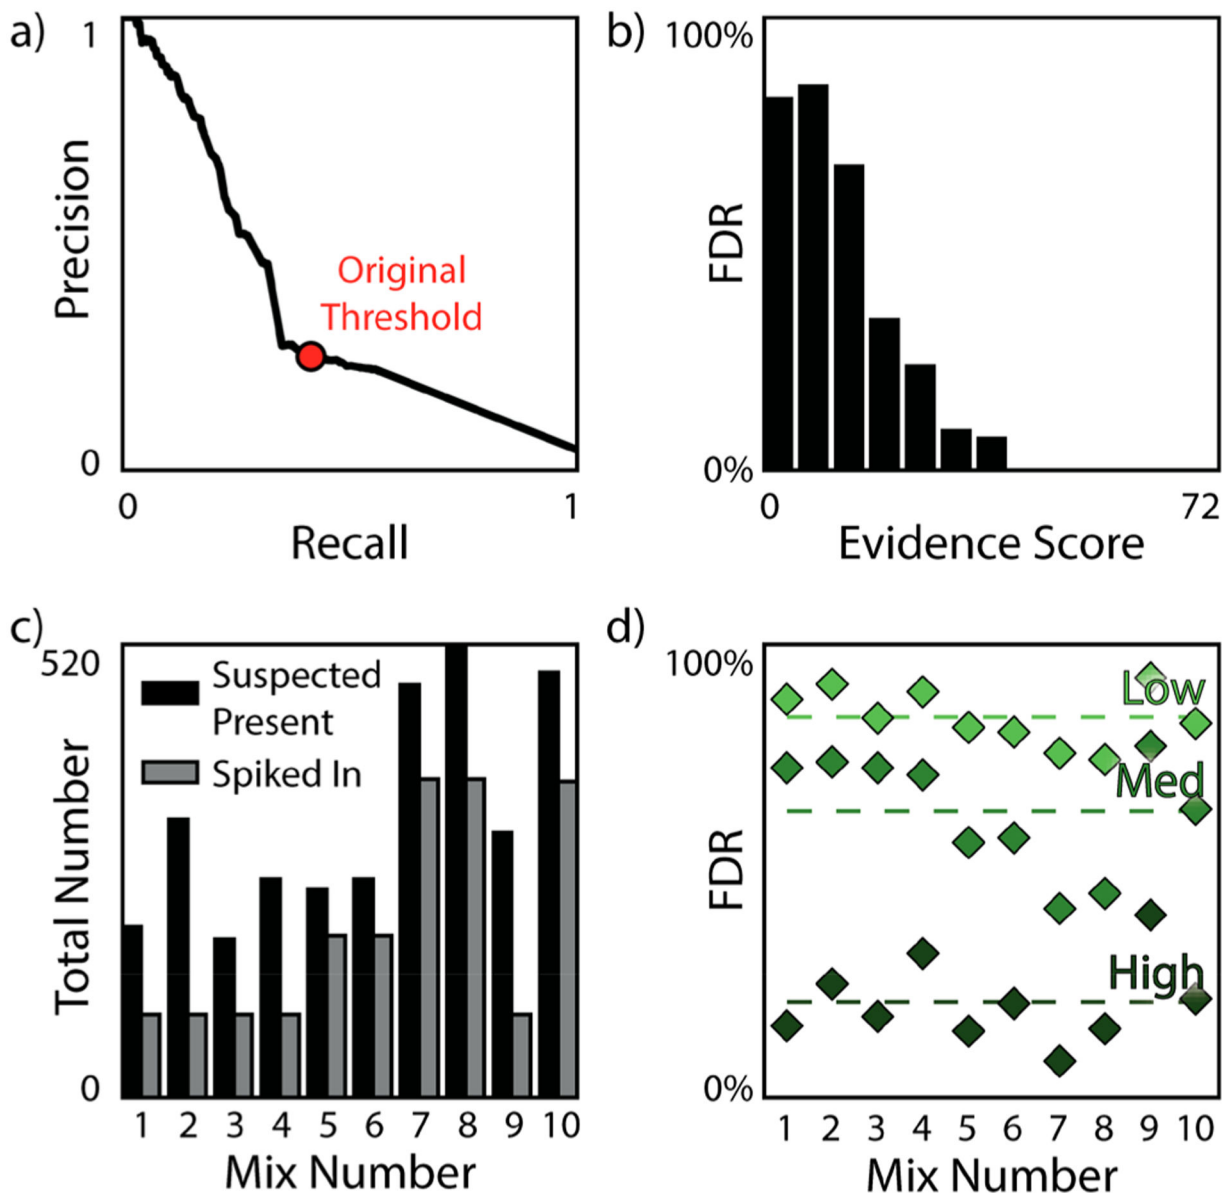 a)
1
Precision
Original
Threshold
0
0
1
Recall
b)
100%
FDR
0%
0
72
Evidence Score
c)
520
Suspected
Present
Spiked In
Total Number
0
1 2 3 4 5 6 7 8 9 10
Mix Number
d)
100%
Low
Med
FDR
High
0%
1 2 3 4 5 6 7 8 9 10
Mix Number